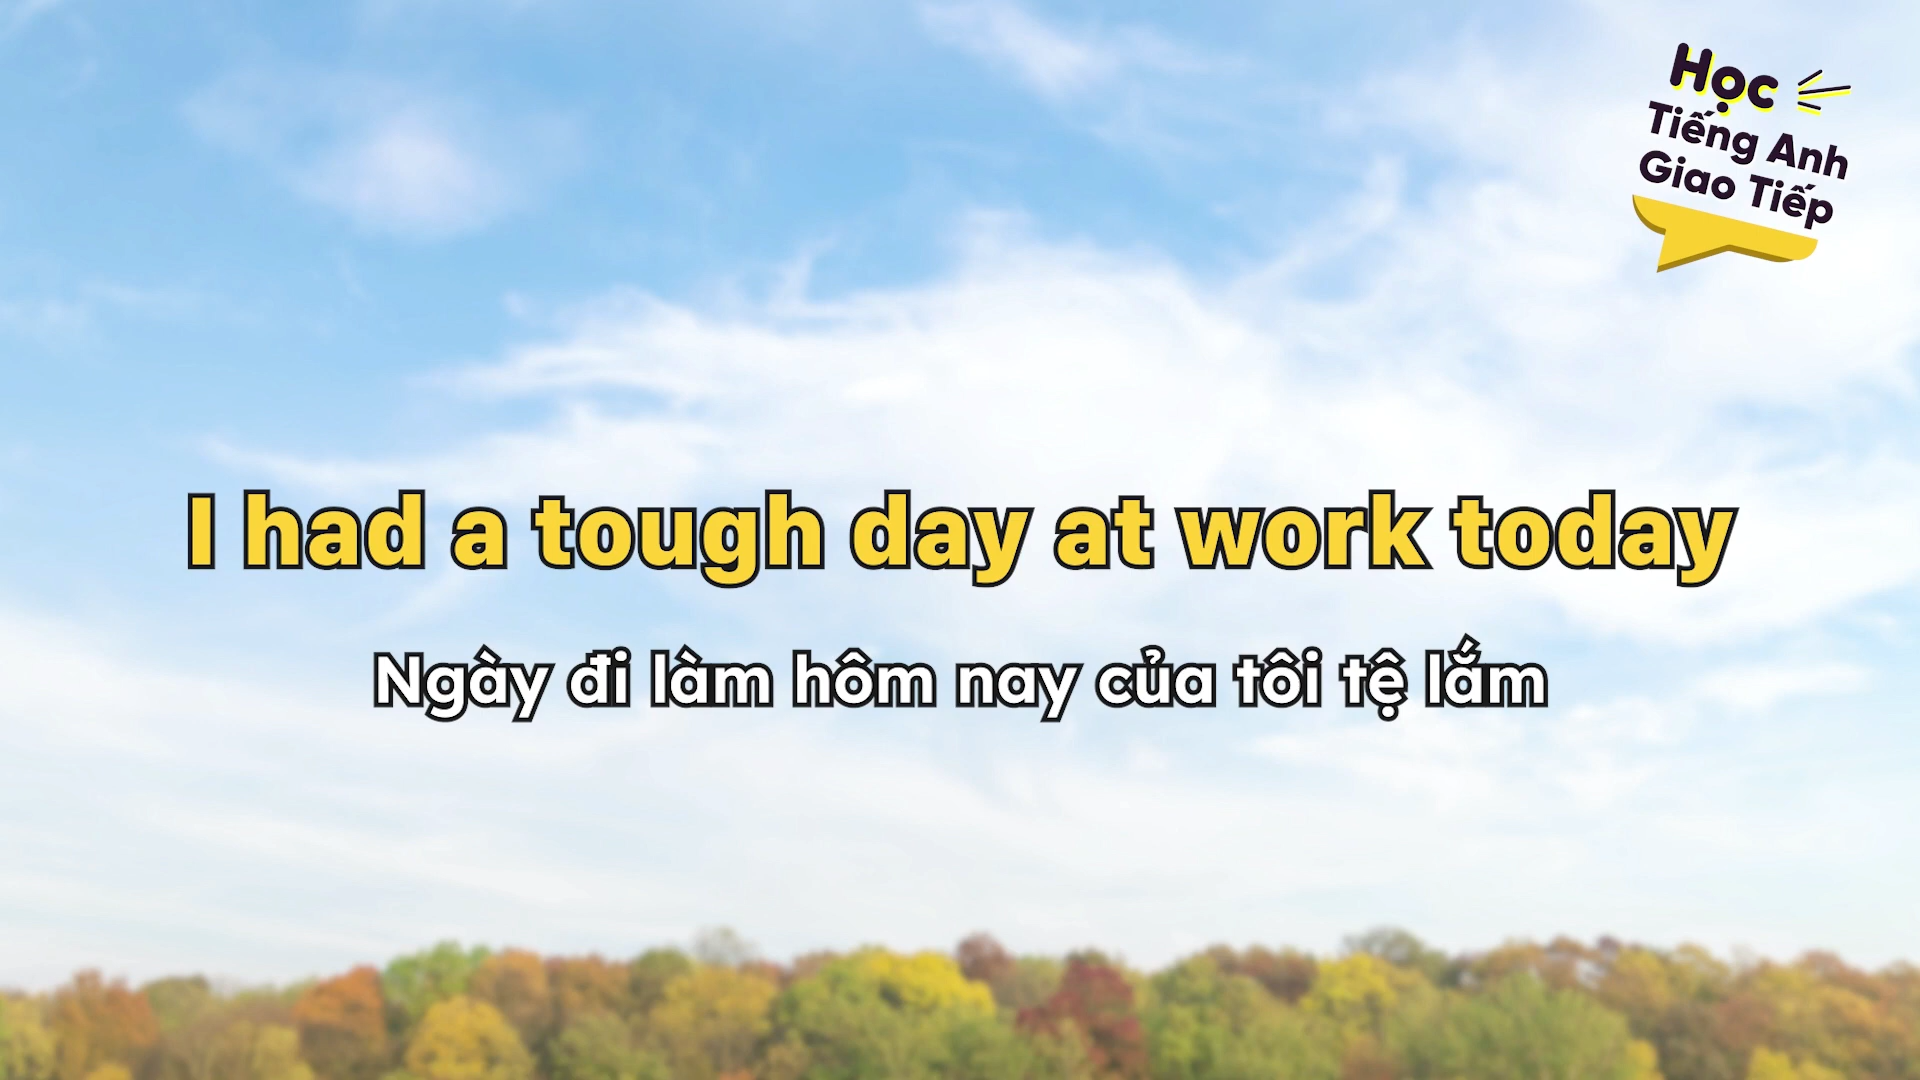 Học
Tiếng Anh
Giao Tiếp
I had a tough day at work today
Ngày đi làm hôm nay của tôi tệ lắm